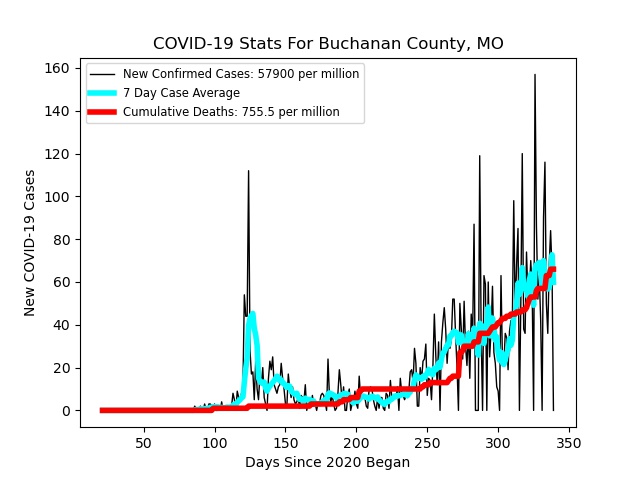 COVID-19 Stats For Buchanan County, MO
New Confirmed Cases: 57900 per million
7 Day Case Average
Cumulative Deaths: 755.5 per million
New COVID-19 Cases
160
140
120
100
80
60
40
20
0
50 100 150 200 250 300 350
Days Since 2020 Began